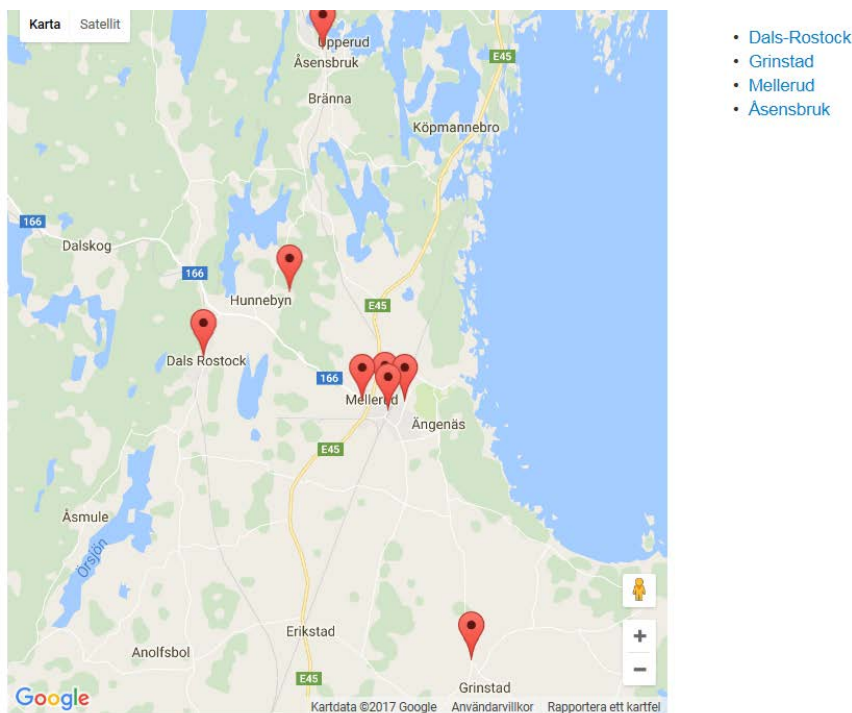 Karta Satellit
Upperud
Åsensbruk
Bränna
E45
Köpmannebro
166
Dalskog
166
Hunnebyn
E45
Dals Rostock
166
Mellerud
Ängenäs
E45
Åsmule
Örsjön
Erikstad
Anolfsbol
E45
Grinstad
+
−
Google
Kartdata ©2017 Google Användarvillkor Rapportera ett kartfel
• Dals-Rostock
• Grinstad
• Mellerud
• Åsensbruk